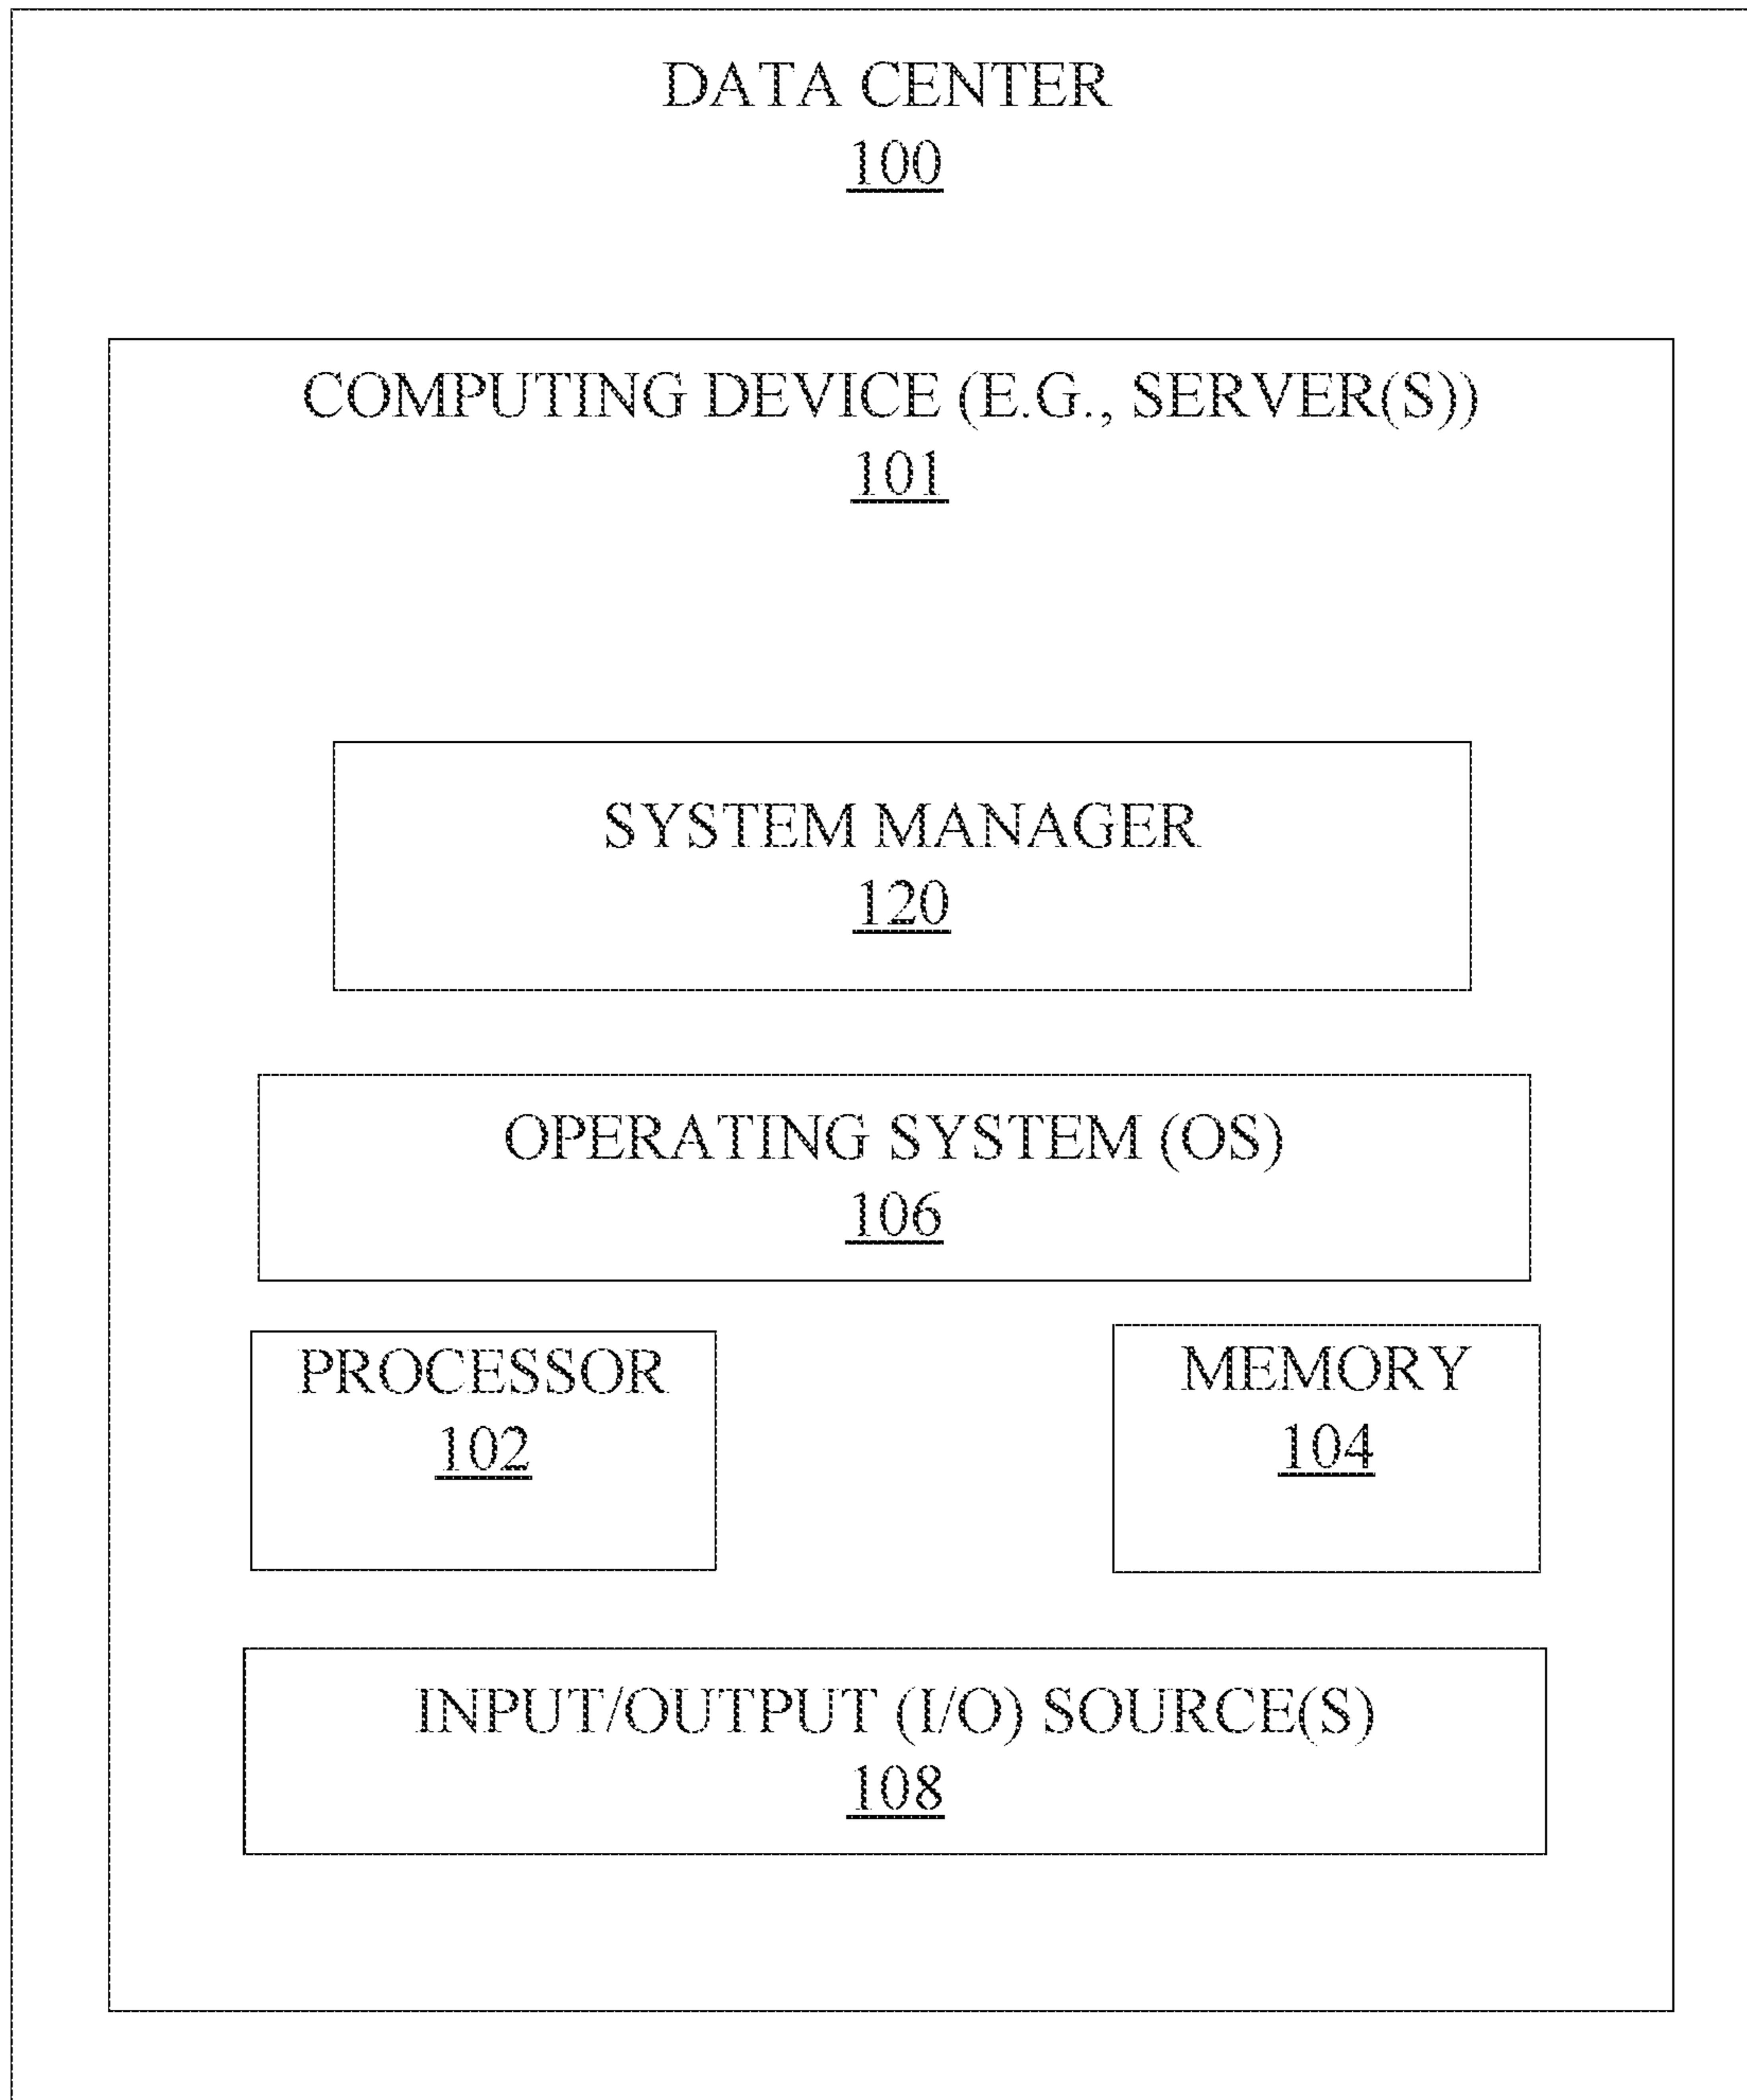 DATA CENTER
100
COMPUTING DEVICE (E.G., SERVER(S))
101
SYSTEM MANAGER
120
OPERATING SYSTEM (OS)
106
PROCESSOR
102
MEMORY
104
INPUT/OUTPUT (I/O) SOURCE(S)
108